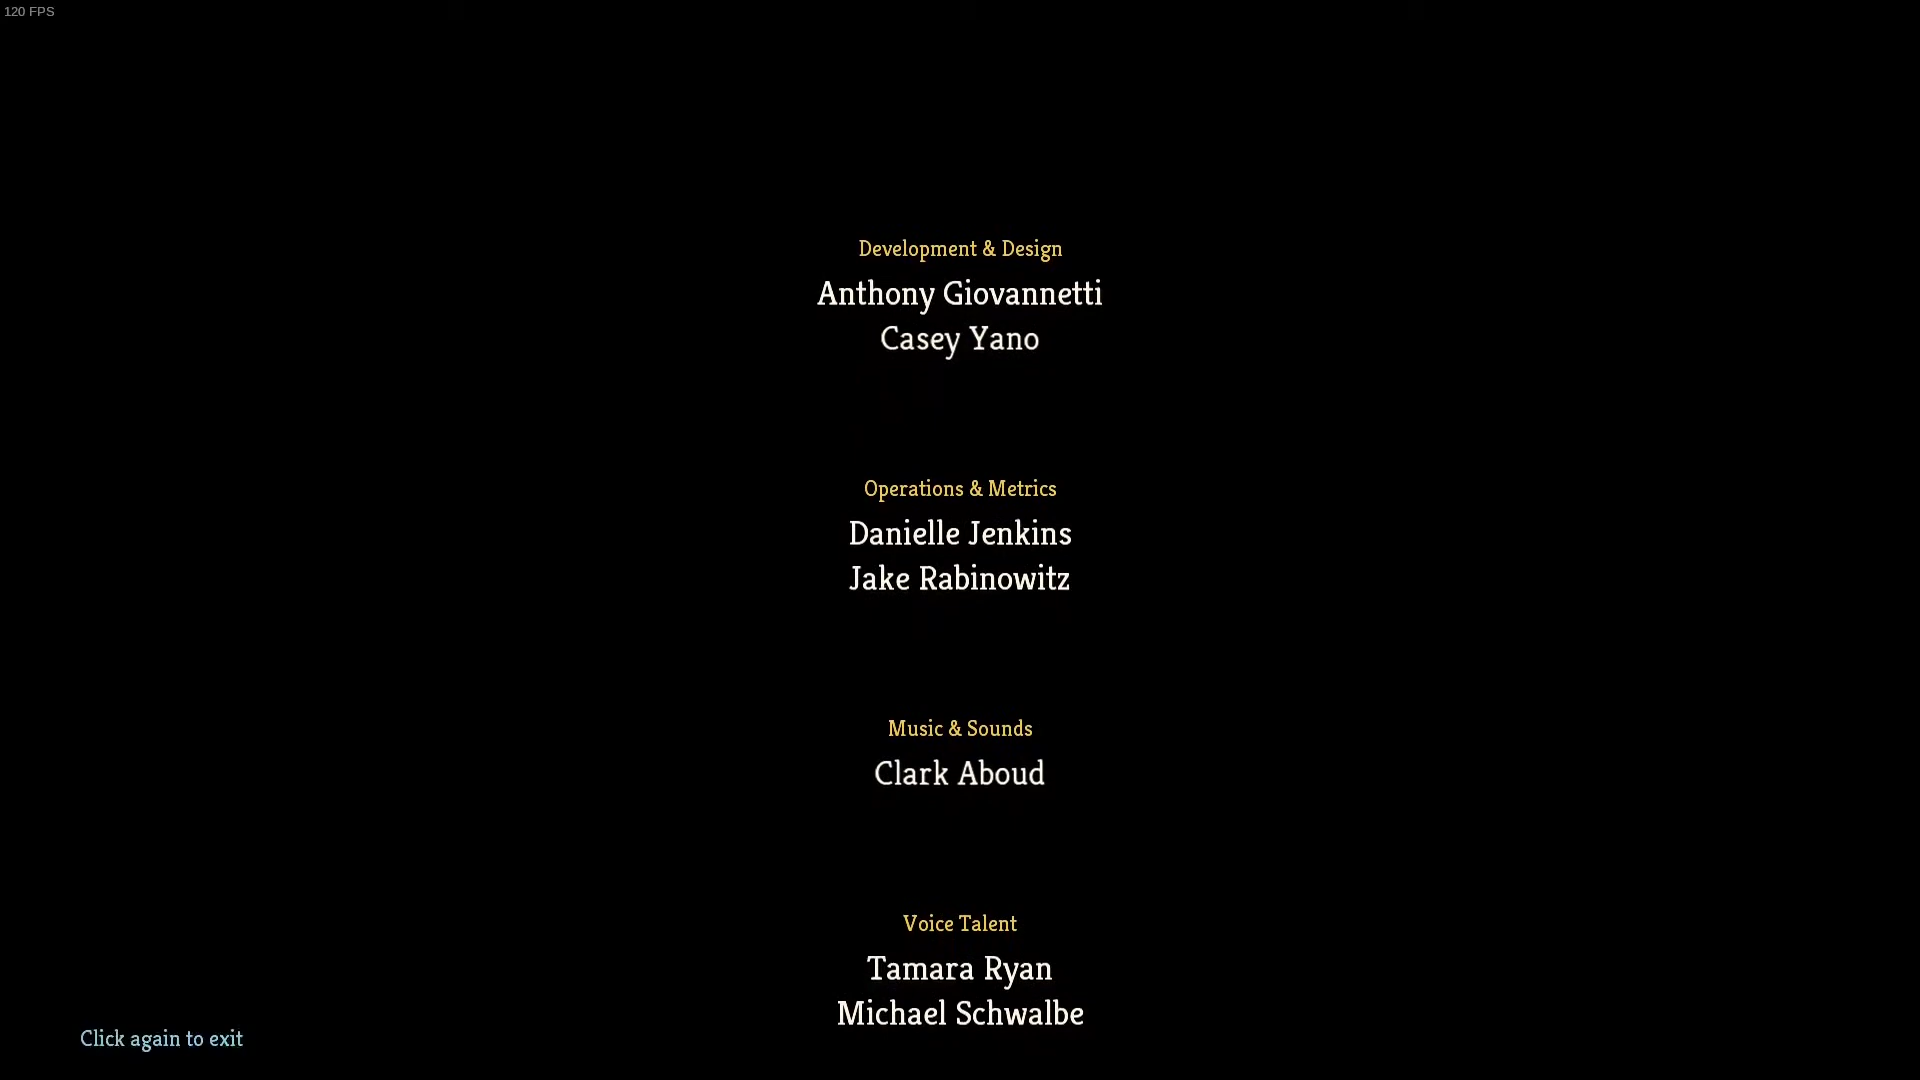 120 FPS
Development & Design
Anthony Giovannetti
Casey Yano
Operations & Metrics
Danielle Jenkins
Jake Rabinowitz
Music & Sounds
Clark Aboud
Voice Talent
Tamara Ryan
Michael Schwalbe
Click again to exit